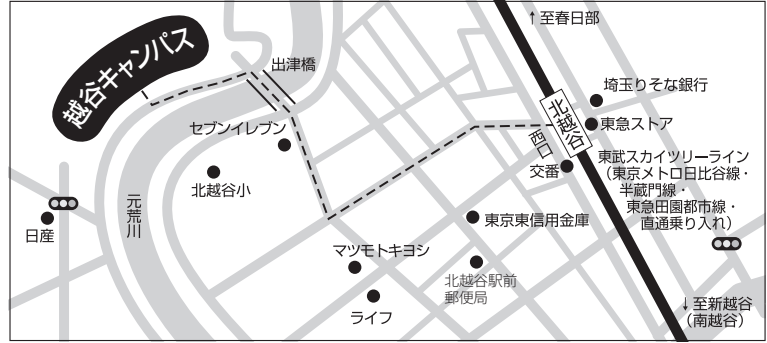 ↑至春日部
越谷キャンパス
出津橋
埼玉りそな銀行
北越谷
東急ストア
セブンイレブン
西口
交番
東武スカイツリーライン
（東京メトロ日比谷線・
半蔵門線・
東急田園都市線・
直通乗り入れ）
北越谷小
元荒川
日産
東京東信用金庫
マツモトキヨシ
北越谷駅前
郵便局
ライフ
↓至新越谷
（南越谷）